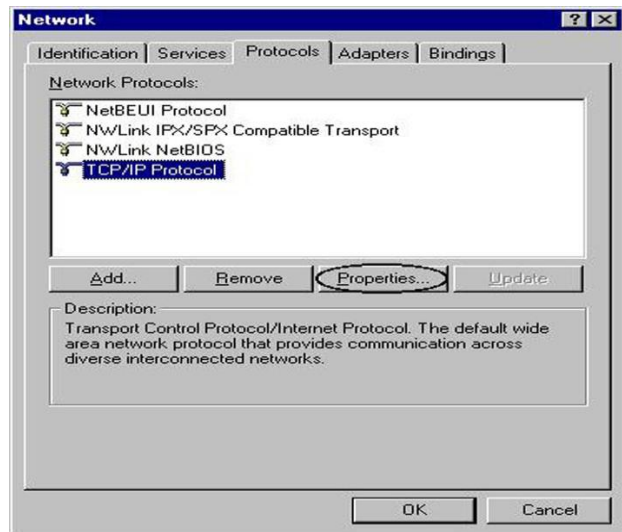 Network
Identification Services Protocols Adapters Bindings
Network Protocols:
NetBEUI Protocol
NWLink IPX/SPX Compatible Transport
NWLink NetBIOS
TCP/IP Protocol
Add... Remove Properties... Update
Description:
Transport Control Protocol/Internet Protocol. The default wide
area network protocol that provides communication across
diverse interconnected networks.
OK Cancel